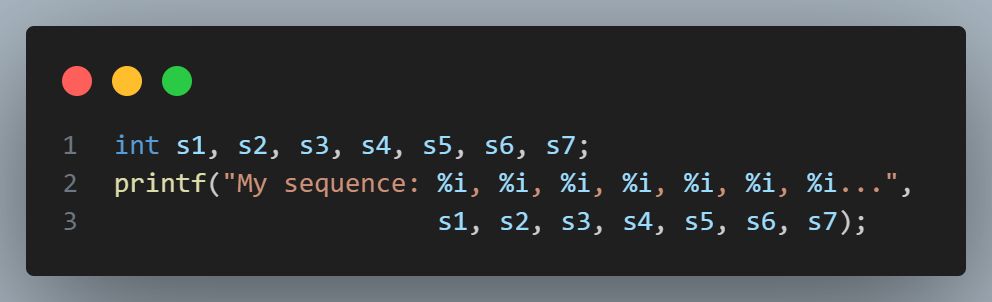 1 int s1, s2, s3, s4, s5, s6, s7;
2 printf("My sequence: %i, %i, %i, %i, %i, %i, %i...",
3 s1, s2, s3, s4, s5, s6, s7);